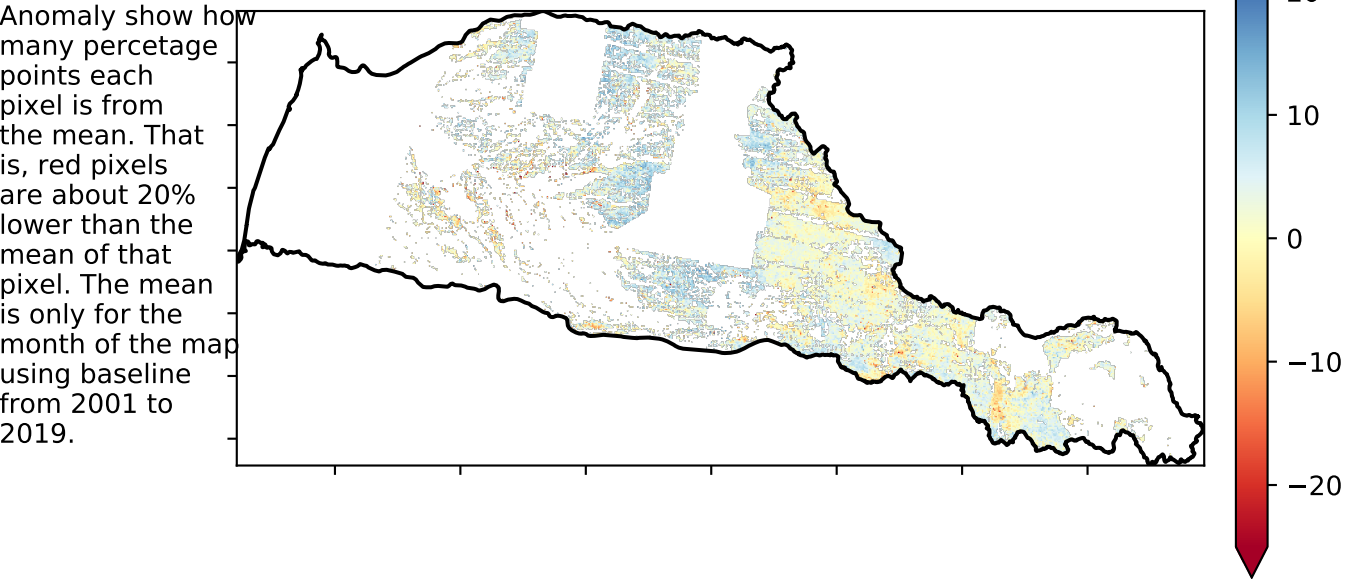 Anomaly show how
many percetage
points each
pixel is from
the mean. That
is, red pixels
are about 20%
lower than the
mean of that
pixel. The mean
is only for the
month of the map
using baseline
from 2001 to
2019.
10
0
−10
−20